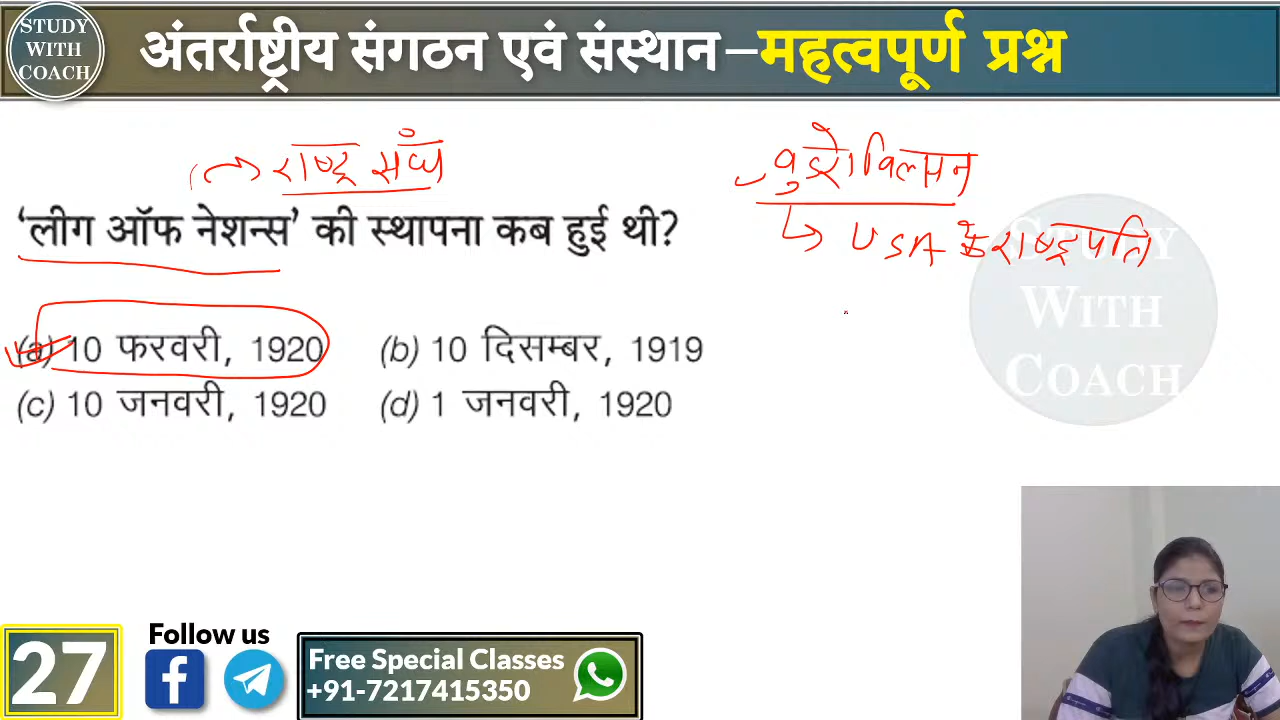 STUDY
WITH
COACH
अंतर्राष्ट्रीय संगठन एवं संस्थान–महत्वपूर्ण प्रश्न
राष्ट्र संघ
वुडरो विल्सन
'लीग ऑफ नेशन्स' की स्थापना कब हुई थी?
USA के राष्ट्रपति
(a) 10 फरवरी, 1920
(b) 10 दिसम्बर, 1919
(c) 10 जनवरी, 1920
(d) 1 जनवरी, 1920
STUDY
WITH
COACH
27
Follow us
Free Special Classes
+91-7217415350